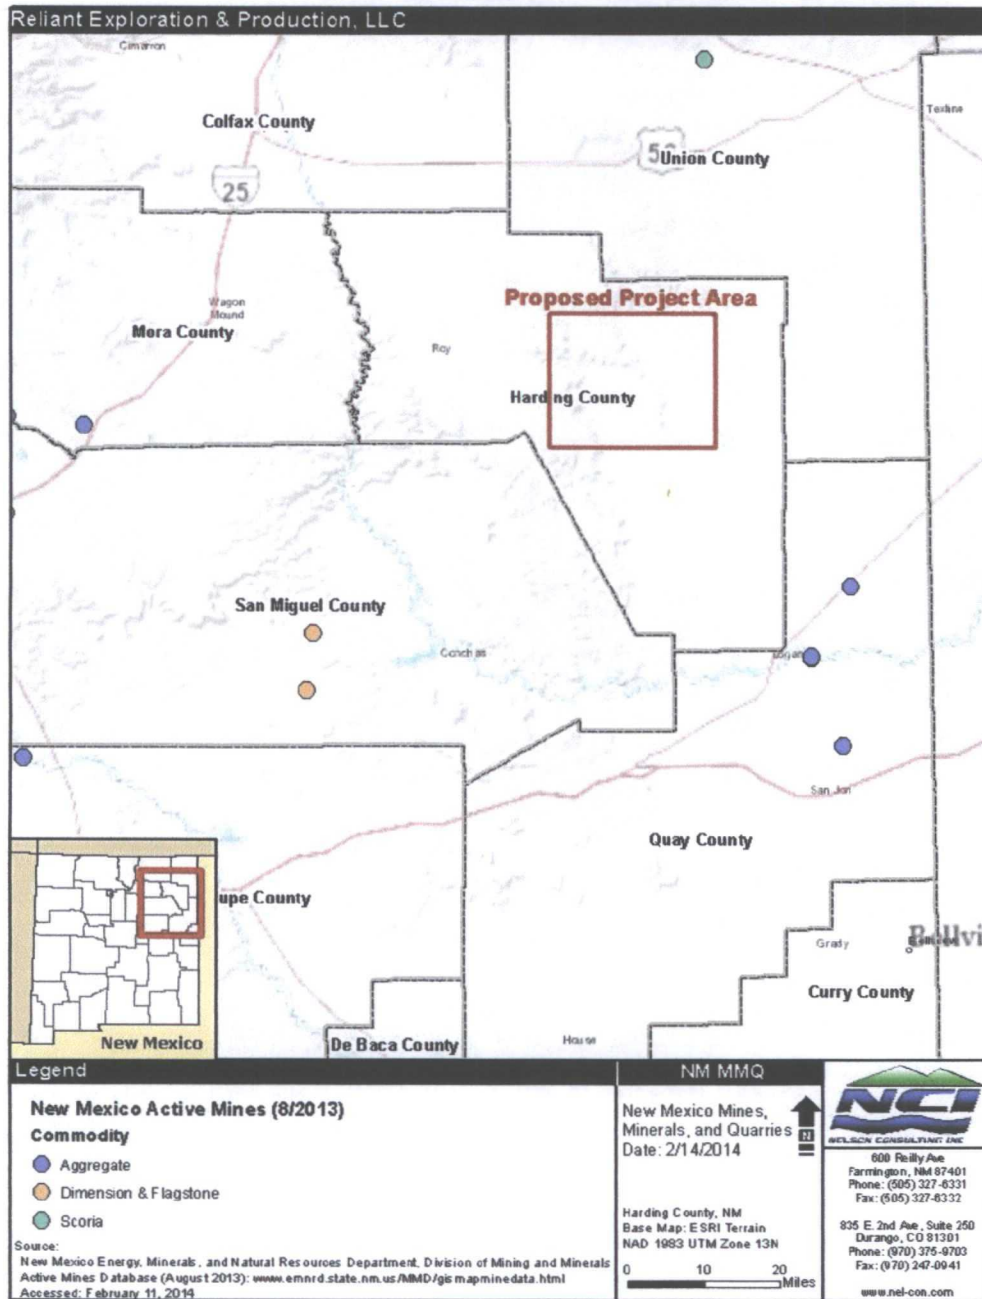 Reliant Exploration & Production, LLC
Cimarron
Colfax County
Texline
Union County
25
Proposed Project Area
Wagon
Mound
Mora County
Roy
Harding County
San Miguel County
Conchas
Logan
San Jon
Quay County
upe County
Grady
Bellvi
Curry County
New Mexico
De Baca County
House
Legend
New Mexico Active Mines (8/2013)
Commodity
Aggregate
Dimension & Flagstone
Scoria
Source:
New Mexico Energy, Minerals, and Natural Resources Department, Division of Mining and Minerals
Active Mines Database (August 2013): www.emnrd.state.nm.us/MMD/gismapminedata.html
Accessed: February 11, 2014
NM MMQ
New Mexico Mines,
Minerals, and Quarries
Date: 2/14/2014
N
Harding County, NM
Base Map: ESRI Terrain
NAD 1983 UTM Zone 13N
0 10 20
Miles
NCI
NELSON CONSULTING INC
600 Reilly Ave
Farmington, NM 87401
Phone: (505) 327-6331
Fax: (505) 327-6332
835 E. 2nd Ave, Suite 250
Durango, CO 81301
Phone: (970) 375-9703
Fax: (970) 247-0941
www.nel-con.com